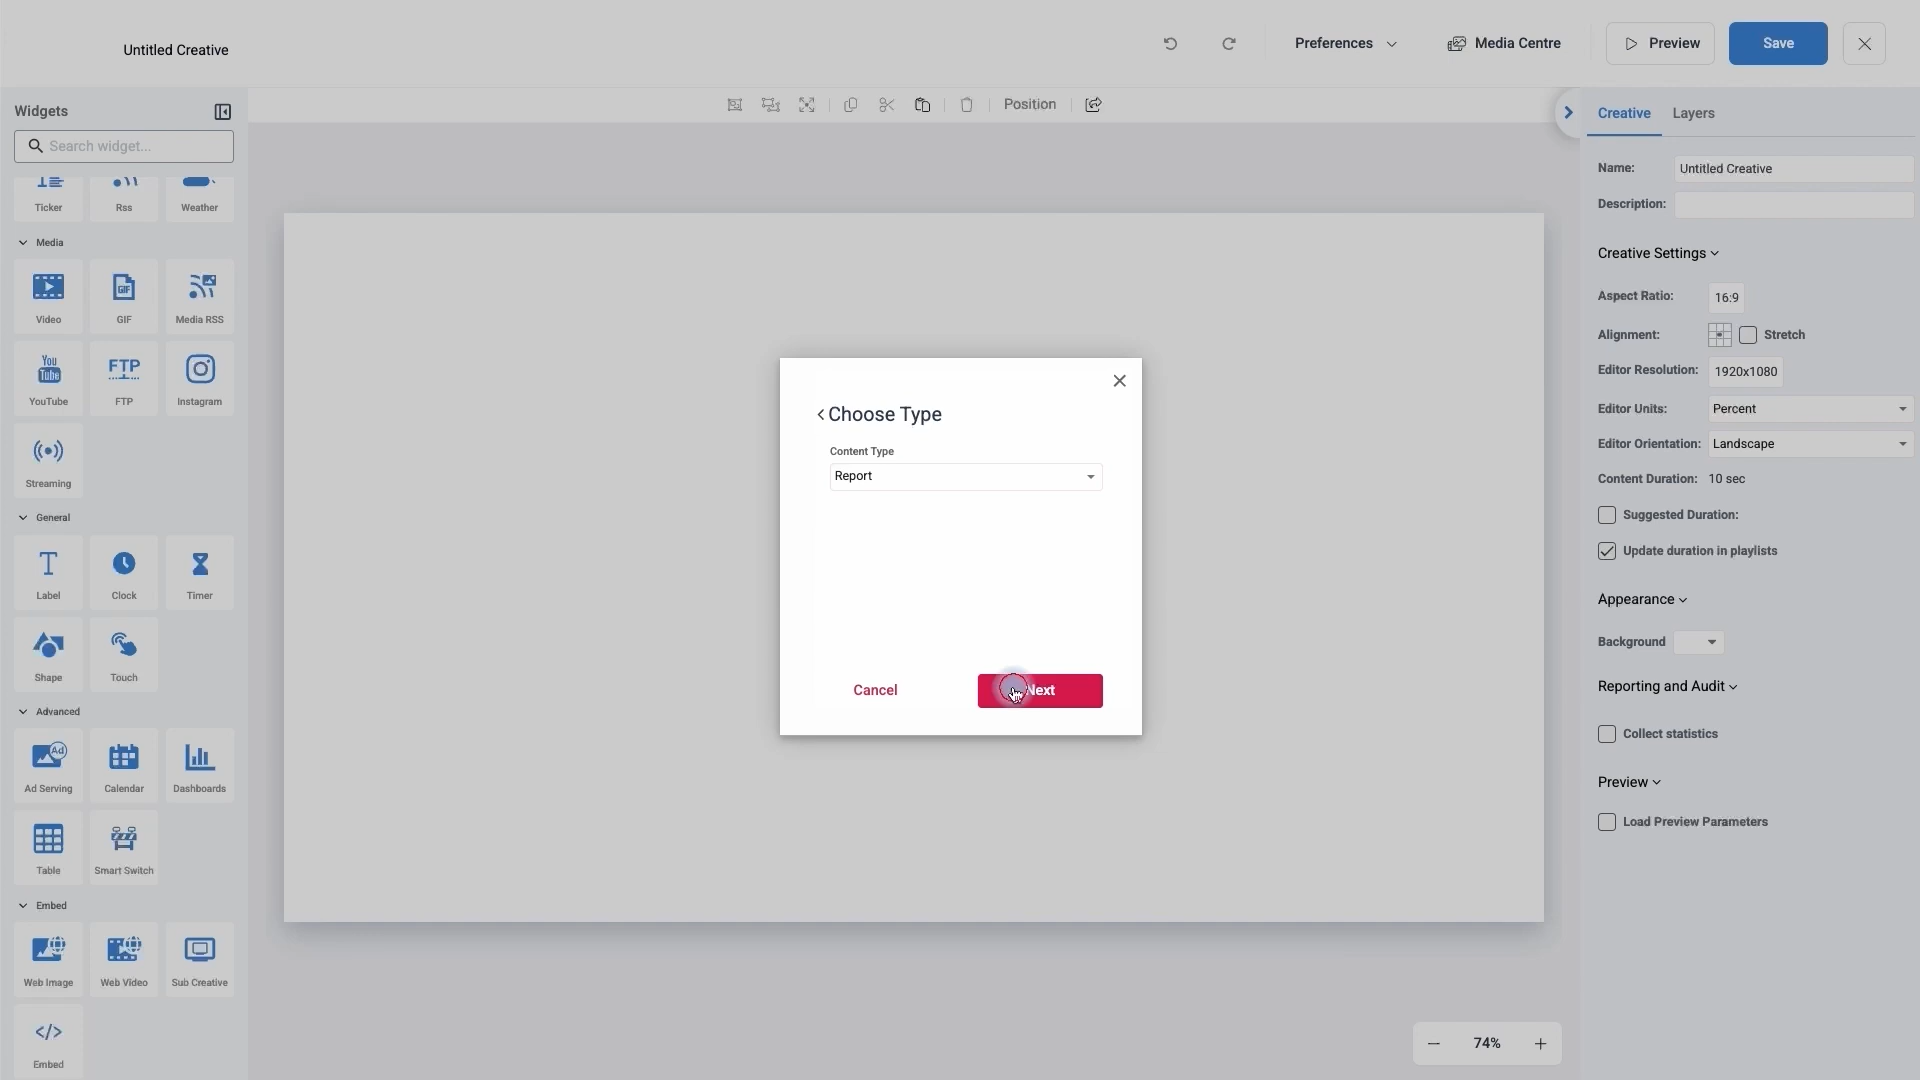 Untitled Creative
Preferences
Media Centre
Preview
Save
Widgets
Search widget...
Position
Creative
Layers
Ticker
Rss
Weather
Media
Video
GIF
GIF
Media RSS
You
Tube
YouTube
FTP
FTP
Instagram
Streaming
General
Label
Clock
Timer
Shape
Touch
Advanced
Ad
Ad Serving
Calendar
Dashboards
Table
Smart Switch
Embed
Web Image
Web Video
Sub Creative
</>
Embed
Choose Type
Content Type
Report
Cancel
Next
Name:
Untitled Creative
Description:
Creative Settings
Aspect Ratio:
16:9
Alignment:
Stretch
Editor Resolution:
1920x1080
Editor Units:
Percent
Editor Orientation:
Landscape
Content Duration:
10 sec
Suggested Duration:
Update duration in playlists
Appearance
Background
Reporting and Audit
Collect statistics
Preview
Load Preview Parameters
74%